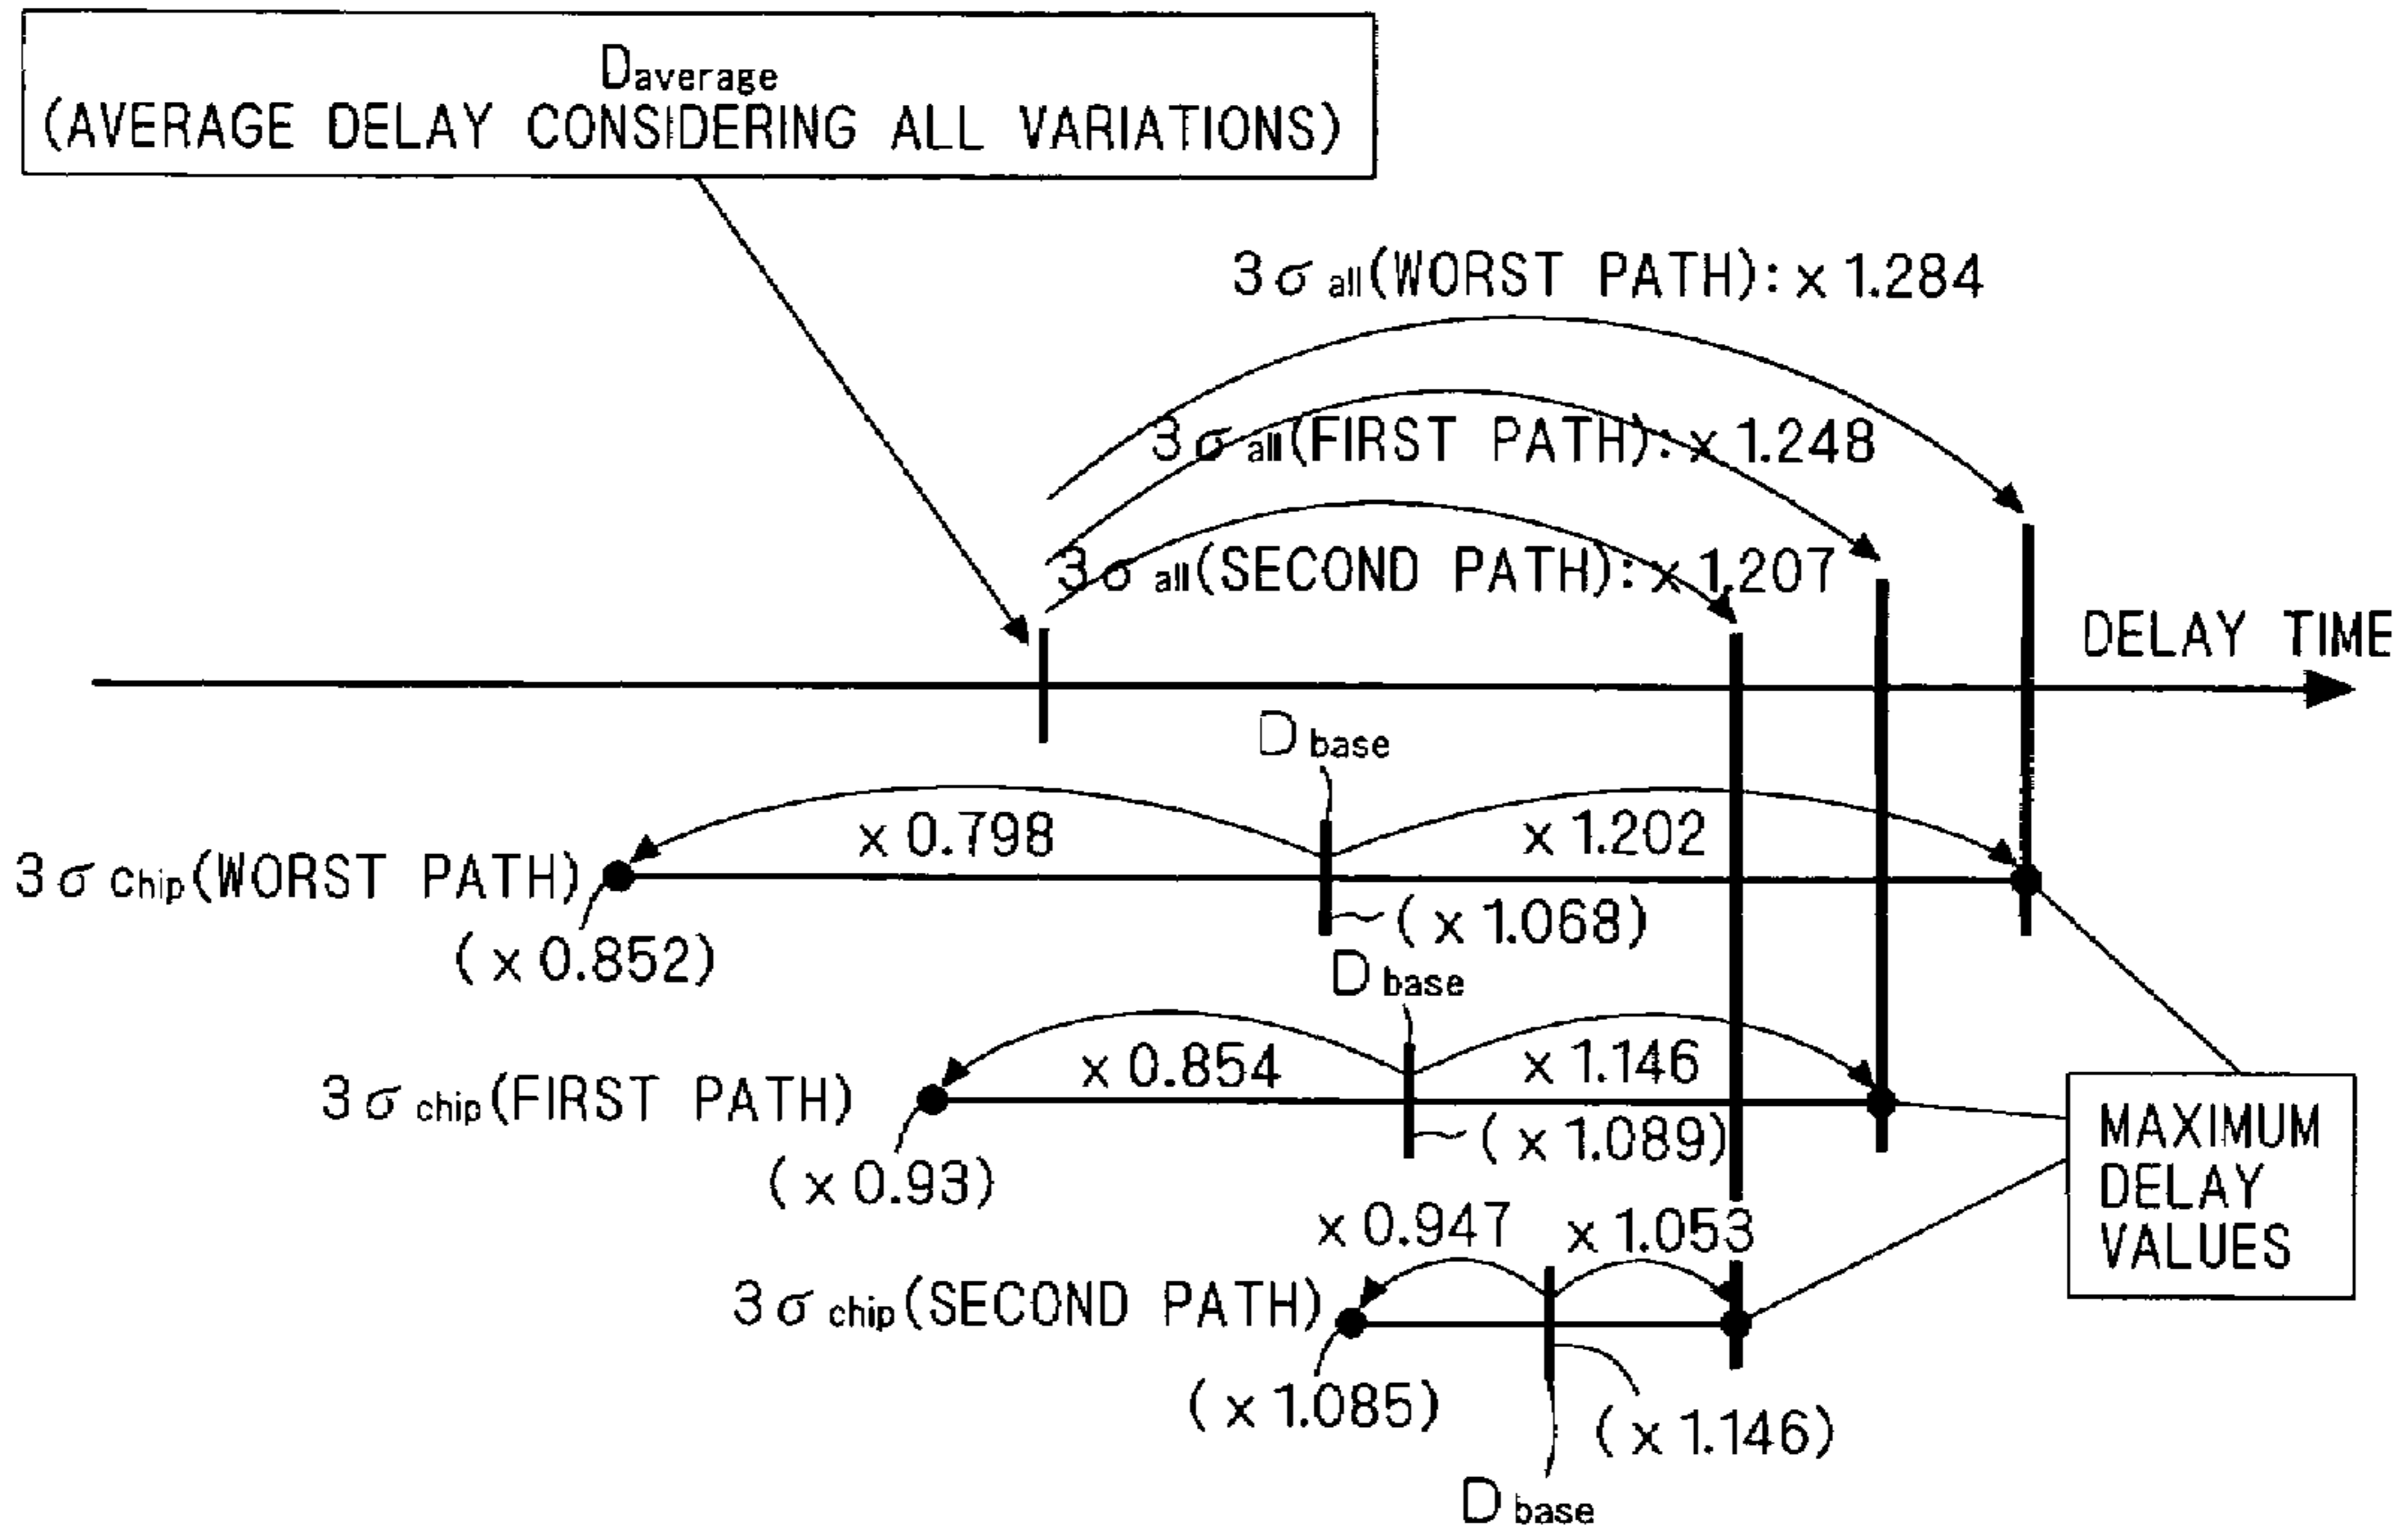 Daverage
(AVERAGE DELAY CONSIDERING ALL VARIATIONS)
3σall(WORST PATH): x 1.284
3σall(FIRST PATH): x 1.248
3σall(SECOND PATH): x 1.207
DELAY TIME
Dbase
x 0.798
x 1.202
3σChip(WORST PATH)
(x 1.068)
(x 0.852)
Dbase
x 0.854
x 1.146
3σchip(FIRST PATH)
(x 1.089)
(x 0.93)
MAXIMUM
DELAY
VALUES
x 0.947
x 1.053
3σchip(SECOND PATH)
(x 1.085)
(x 1.146)
Dbase